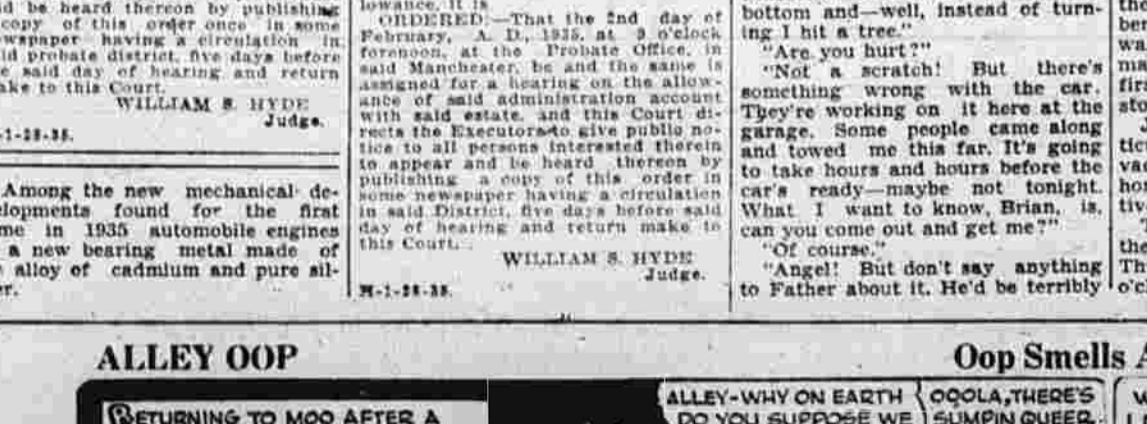 d be heard thereon by publishing
copy of this order once in some
wspaper having a circulation in
id probate district, five days before
e said day of hearing and return
ake to this Court.
WILLIAM S. HYDE
Judge.
-1-28-35.
Among the new mechanical de-
elopments found for the first
me in 1935 automobile engines
a new bearing metal made of
alloy of cadmium and pure sil-
er.
lowance, it is
ORDERED:—That the 2nd day of
February, A. D., 1935, at 9 o'clock
forenoon, at the Probate Office, in
said Manchester, be and the same is
assigned for a hearing on the allow-
ance of said administration account
with said estate, and this Court di-
rects the Executors to give public no-
tice to all persons interested therein
to appear and be heard thereon by
publishing a copy of this order in
some newspaper having a circulation
in said District, five days before said
day of hearing and return make to
this Court.
WILLIAM S. HYDE
Judge.
H-1-28-35.
bottom and—well, instead of turn-
ing I hit a tree."
"Are you hurt?"
"Not a scratch! But there's
something wrong with the car.
They're working on it here at the
garage. Some people came along
and towed me this far. It's going
to take hours and hours before the
car's ready—maybe not tonight.
What I want to know, Brian, is,
can you come out and get me?"
"Of course."
"Angel! But don't say anything
to Father about it. He'd be terribly
ALLEY OOP
Oop Smells A
RETURNING TO MOO AFTER A
ALLEY-WHY ON EARTH
DO YOU SUPPOSE WE
OOOLA, THERE'S
SUMPIN QUEER